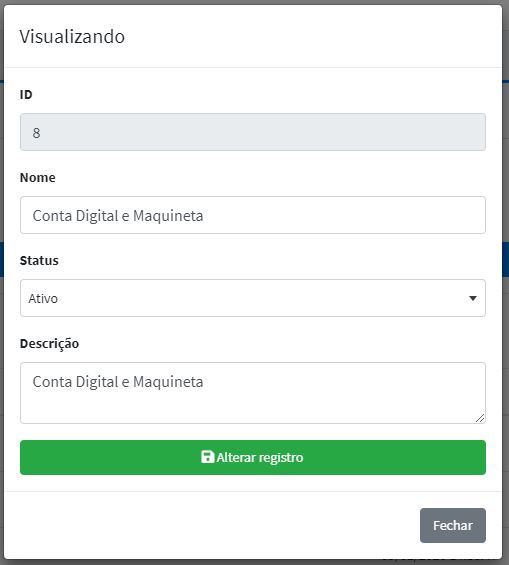 Visualizando
ID
8
Nome
Conta Digital e Maquineta
Status
Ativo
Descrição
Conta Digital e Maquineta
Alterar registro
Fechar